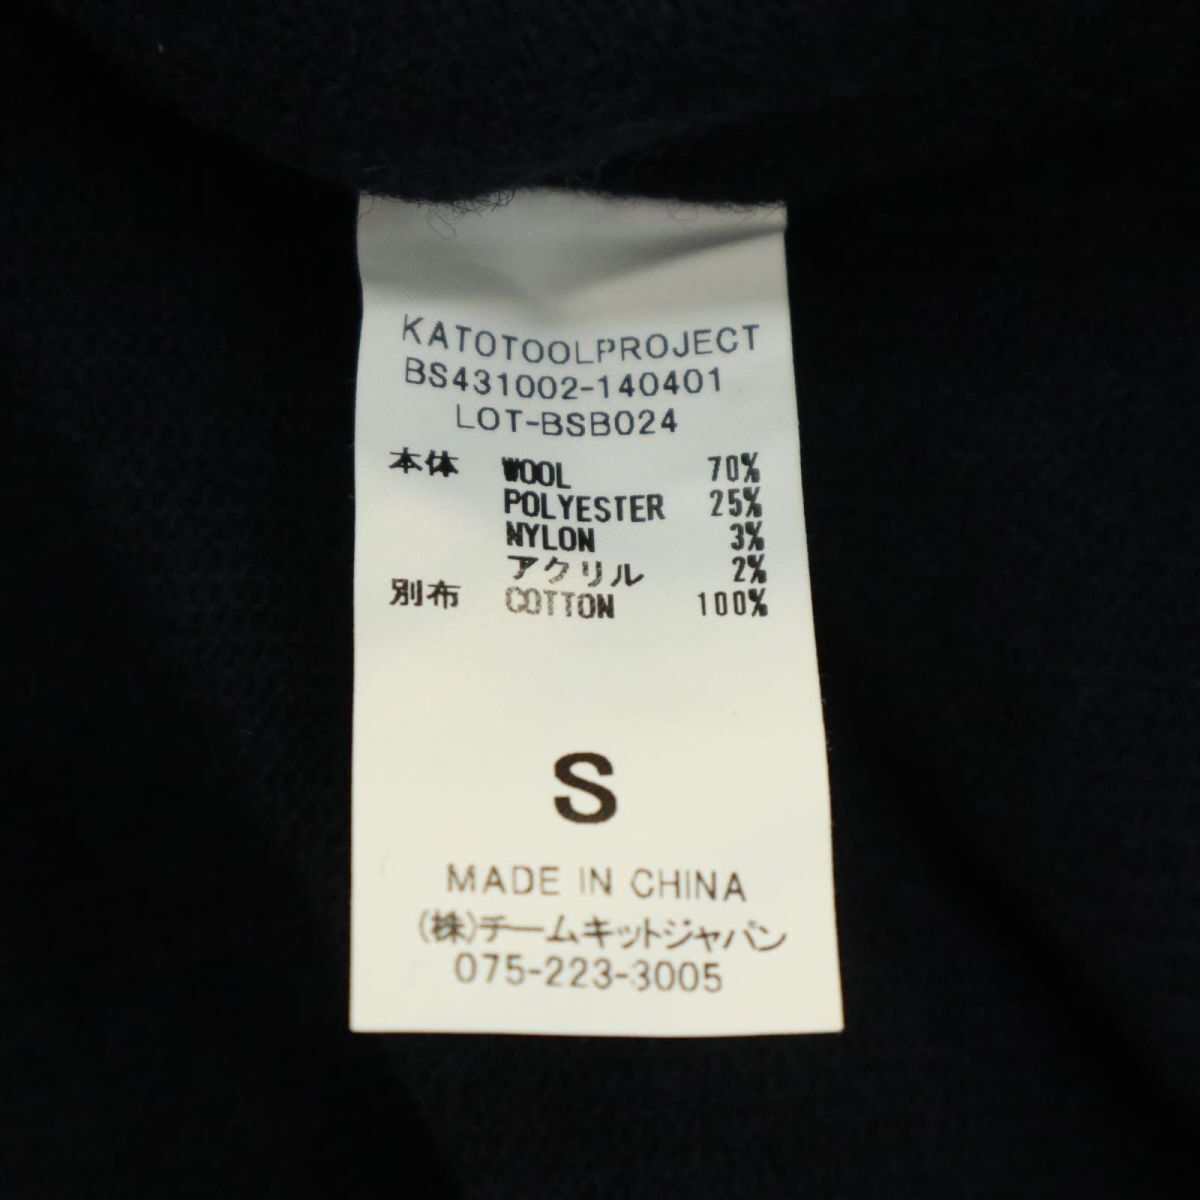 KATOTOOLPROJECT
BS431002-140401
LOT-BSB024
本体 WOOL 70%
POLYESTER 25%
NYLON 3%
アクリル 2%
別布 COTTON 100%
S
MADE IN CHINA
(株)チームキットジャパン
075-223-3005